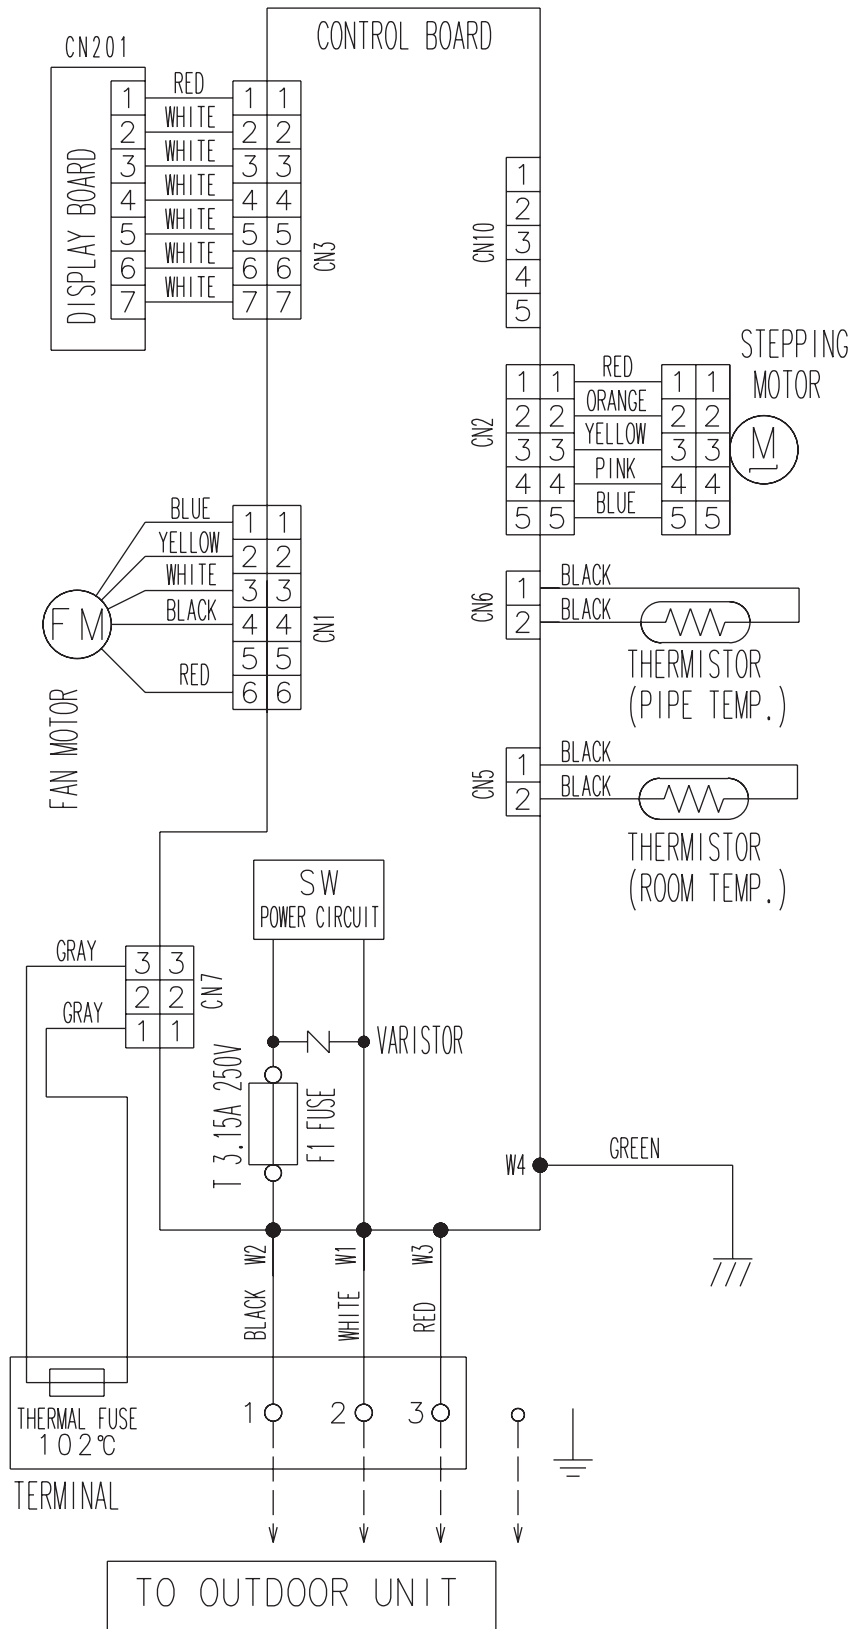 CONTROL BOARD
CN201
DISPLAY BOARD
1 RED 1 1
2 WHITE 2 2
3 WHITE 3 3
4 WHITE 4 4
5 WHITE 5 5
6 WHITE 6 6
7 WHITE 7 7
CN3
CN10
1
2
3
4
5
STEPPING
MOTOR
M
CN2
1 1 RED 1 1
2 2 ORANGE 2 2
3 3 YELLOW 3 3
4 4 PINK 4 4
5 5 BLUE 5 5
BLUE 1 1
YELLOW 2 2
WHITE 3 3
BLACK 4 4
5 5
RED 6 6
CN1
FM
FAN MOTOR
CN6
1 BLACK
2 BLACK
THERMISTOR
(PIPE TEMP.)
CN5
1 BLACK
2 BLACK
THERMISTOR
(ROOM TEMP.)
SW
POWER CIRCUIT
GRAY 3 3
2 2
GRAY 1 1
CN7
VARISTOR
T 3.15A 250V
F1 FUSE
W4 GREEN
W2 W1 W3
BLACK WHITE RED
1 2 3
THERMAL FUSE
102℃
TERMINAL
TO OUTDOOR UNIT